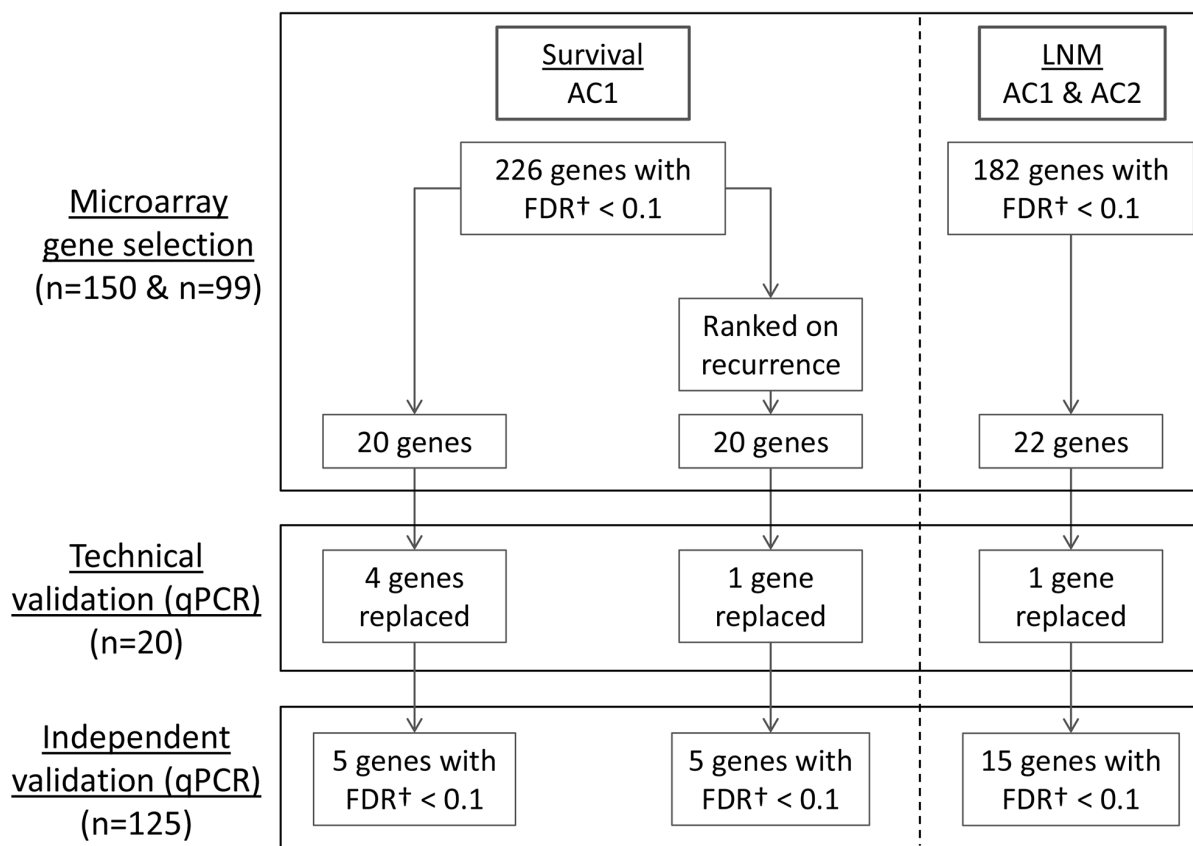 Survival
AC1
LNM
AC1 & AC2
Microarray
gene selection
(n=150 & n=99)
226 genes with
FDR† < 0.1
182 genes with
FDR† < 0.1
Ranked on
recurrence
20 genes
20 genes
22 genes
Technical
validation (qPCR)
(n=20)
4 genes
replaced
1 gene
replaced
1 gene
replaced
Independent
validation (qPCR)
(n=125)
5 genes with
FDR† < 0.1
5 genes with
FDR† < 0.1
15 genes with
FDR† < 0.1